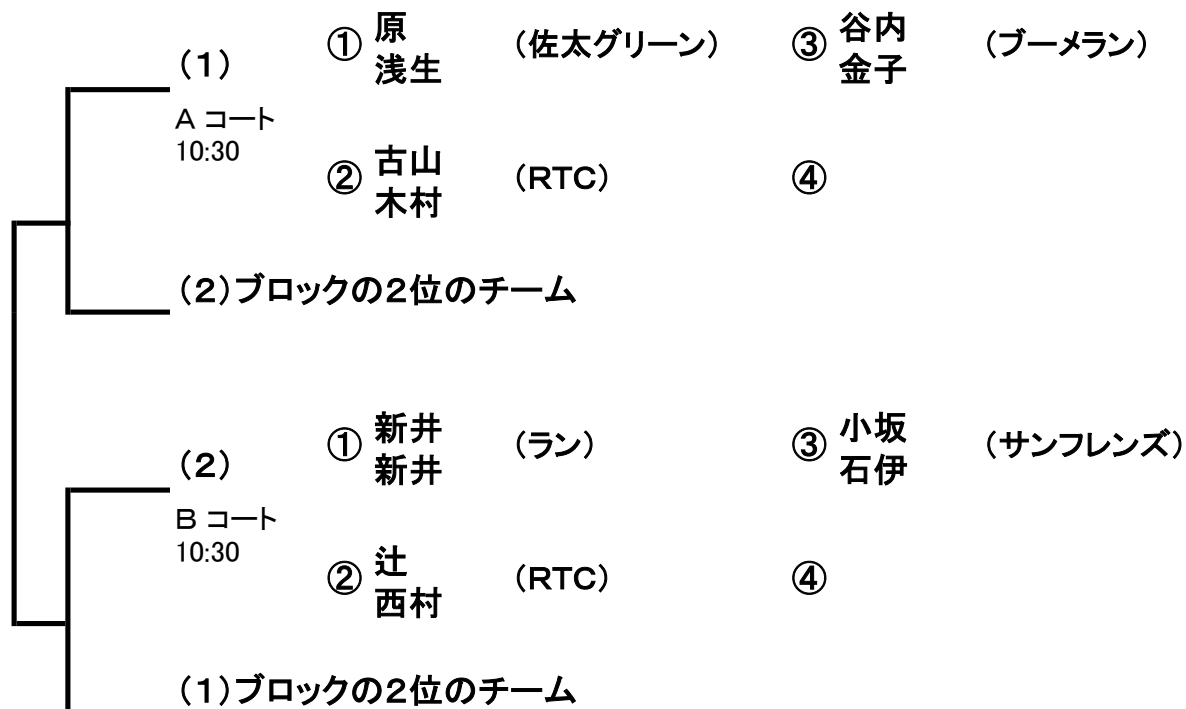 (1)
A コート
10:30
① 原
浅生
(佐太グリーン)
③ 谷内
金子
(ブーメラン)
② 古山
木村
(RTC)
④
(2)ブロックの2位のチーム
(2)
B コート
10:30
① 新井
新井
(ラン)
③ 小坂
石伊
(サンフレンズ)
② 辻
西村
(RTC)
④
(1)ブロックの2位のチーム